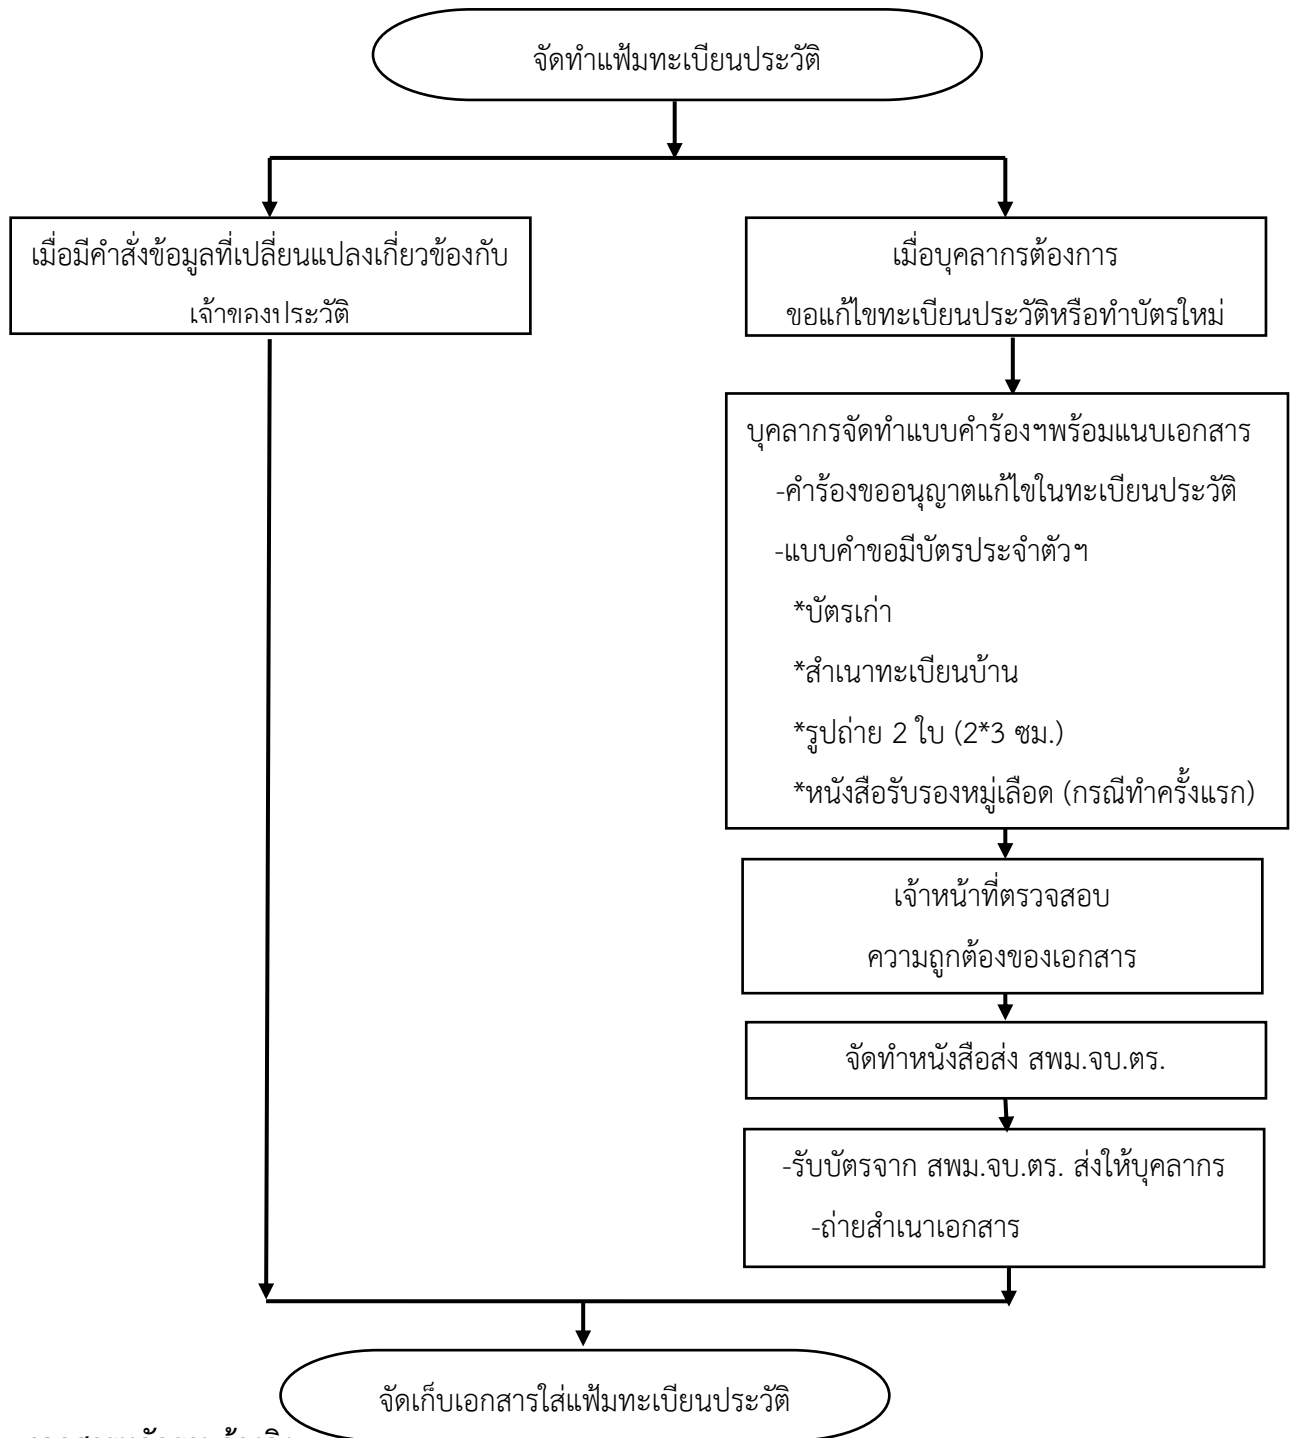 จัดทำแฟ้มทะเบียนประวัติ
เมื่อมีคำสั่งข้อมูลที่เปลี่ยนแปลงเกี่ยวข้องกับ
เจ้าของประวัติ
เมื่อบุคลากรต้องการ
ขอแก้ไขทะเบียนประวัติหรือทำบัตรใหม่
บุคลากรจัดทำแบบคำร้องฯพร้อมแนบเอกสาร
-คำร้องขออนุญาตแก้ไขในทะเบียนประวัติ
-แบบคำขอมีบัตรประจำตัวฯ
*บัตรเก่า
*สำเนาทะเบียนบ้าน
*รูปถ่าย 2 ใบ (2*3 ซม.)
*หนังสือรับรองหมู่เลือด (กรณีทำครั้งแรก)
เจ้าหน้าที่ตรวจสอบ
ความถูกต้องของเอกสาร
จัดทำหนังสือส่ง สพม.จบ.ตร.
-รับบัตรจาก สพม.จบ.ตร. ส่งให้บุคลากร
-ถ่ายสำเนาเอกสาร
จัดเก็บเอกสารใส่แฟ้มทะเบียนประวัติ